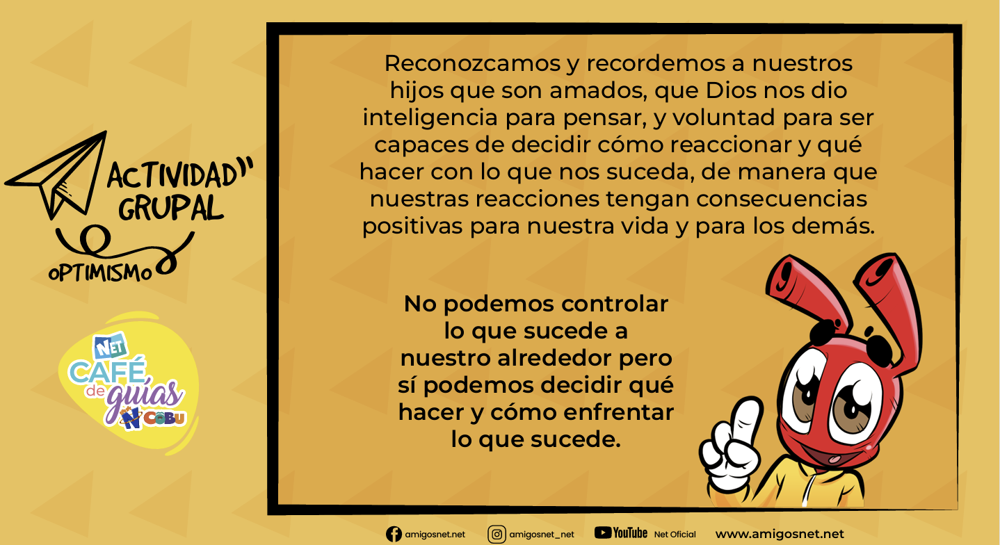 Reconozcamos y recordemos a nuestros
hijos que son amados, que Dios nos dio
inteligencia para pensar, y voluntad para ser
capaces de decidir cómo reaccionar y qué
hacer con lo que nos suceda, de manera que
nuestras reacciones tengan consecuencias
positivas para nuestra vida y para los demás.
ACTIVIDAD
GRUPAL
OPTIMISMO
No podemos controlar
lo que sucede a
nuestro alrededor pero
sí podemos decidir qué
hacer y cómo enfrentar
lo que sucede.
NET
CAFÉ
de guías
N COBU
amigosnet.net
amigosnet_net
YouTube Net Oficial
www.amigosnet.net